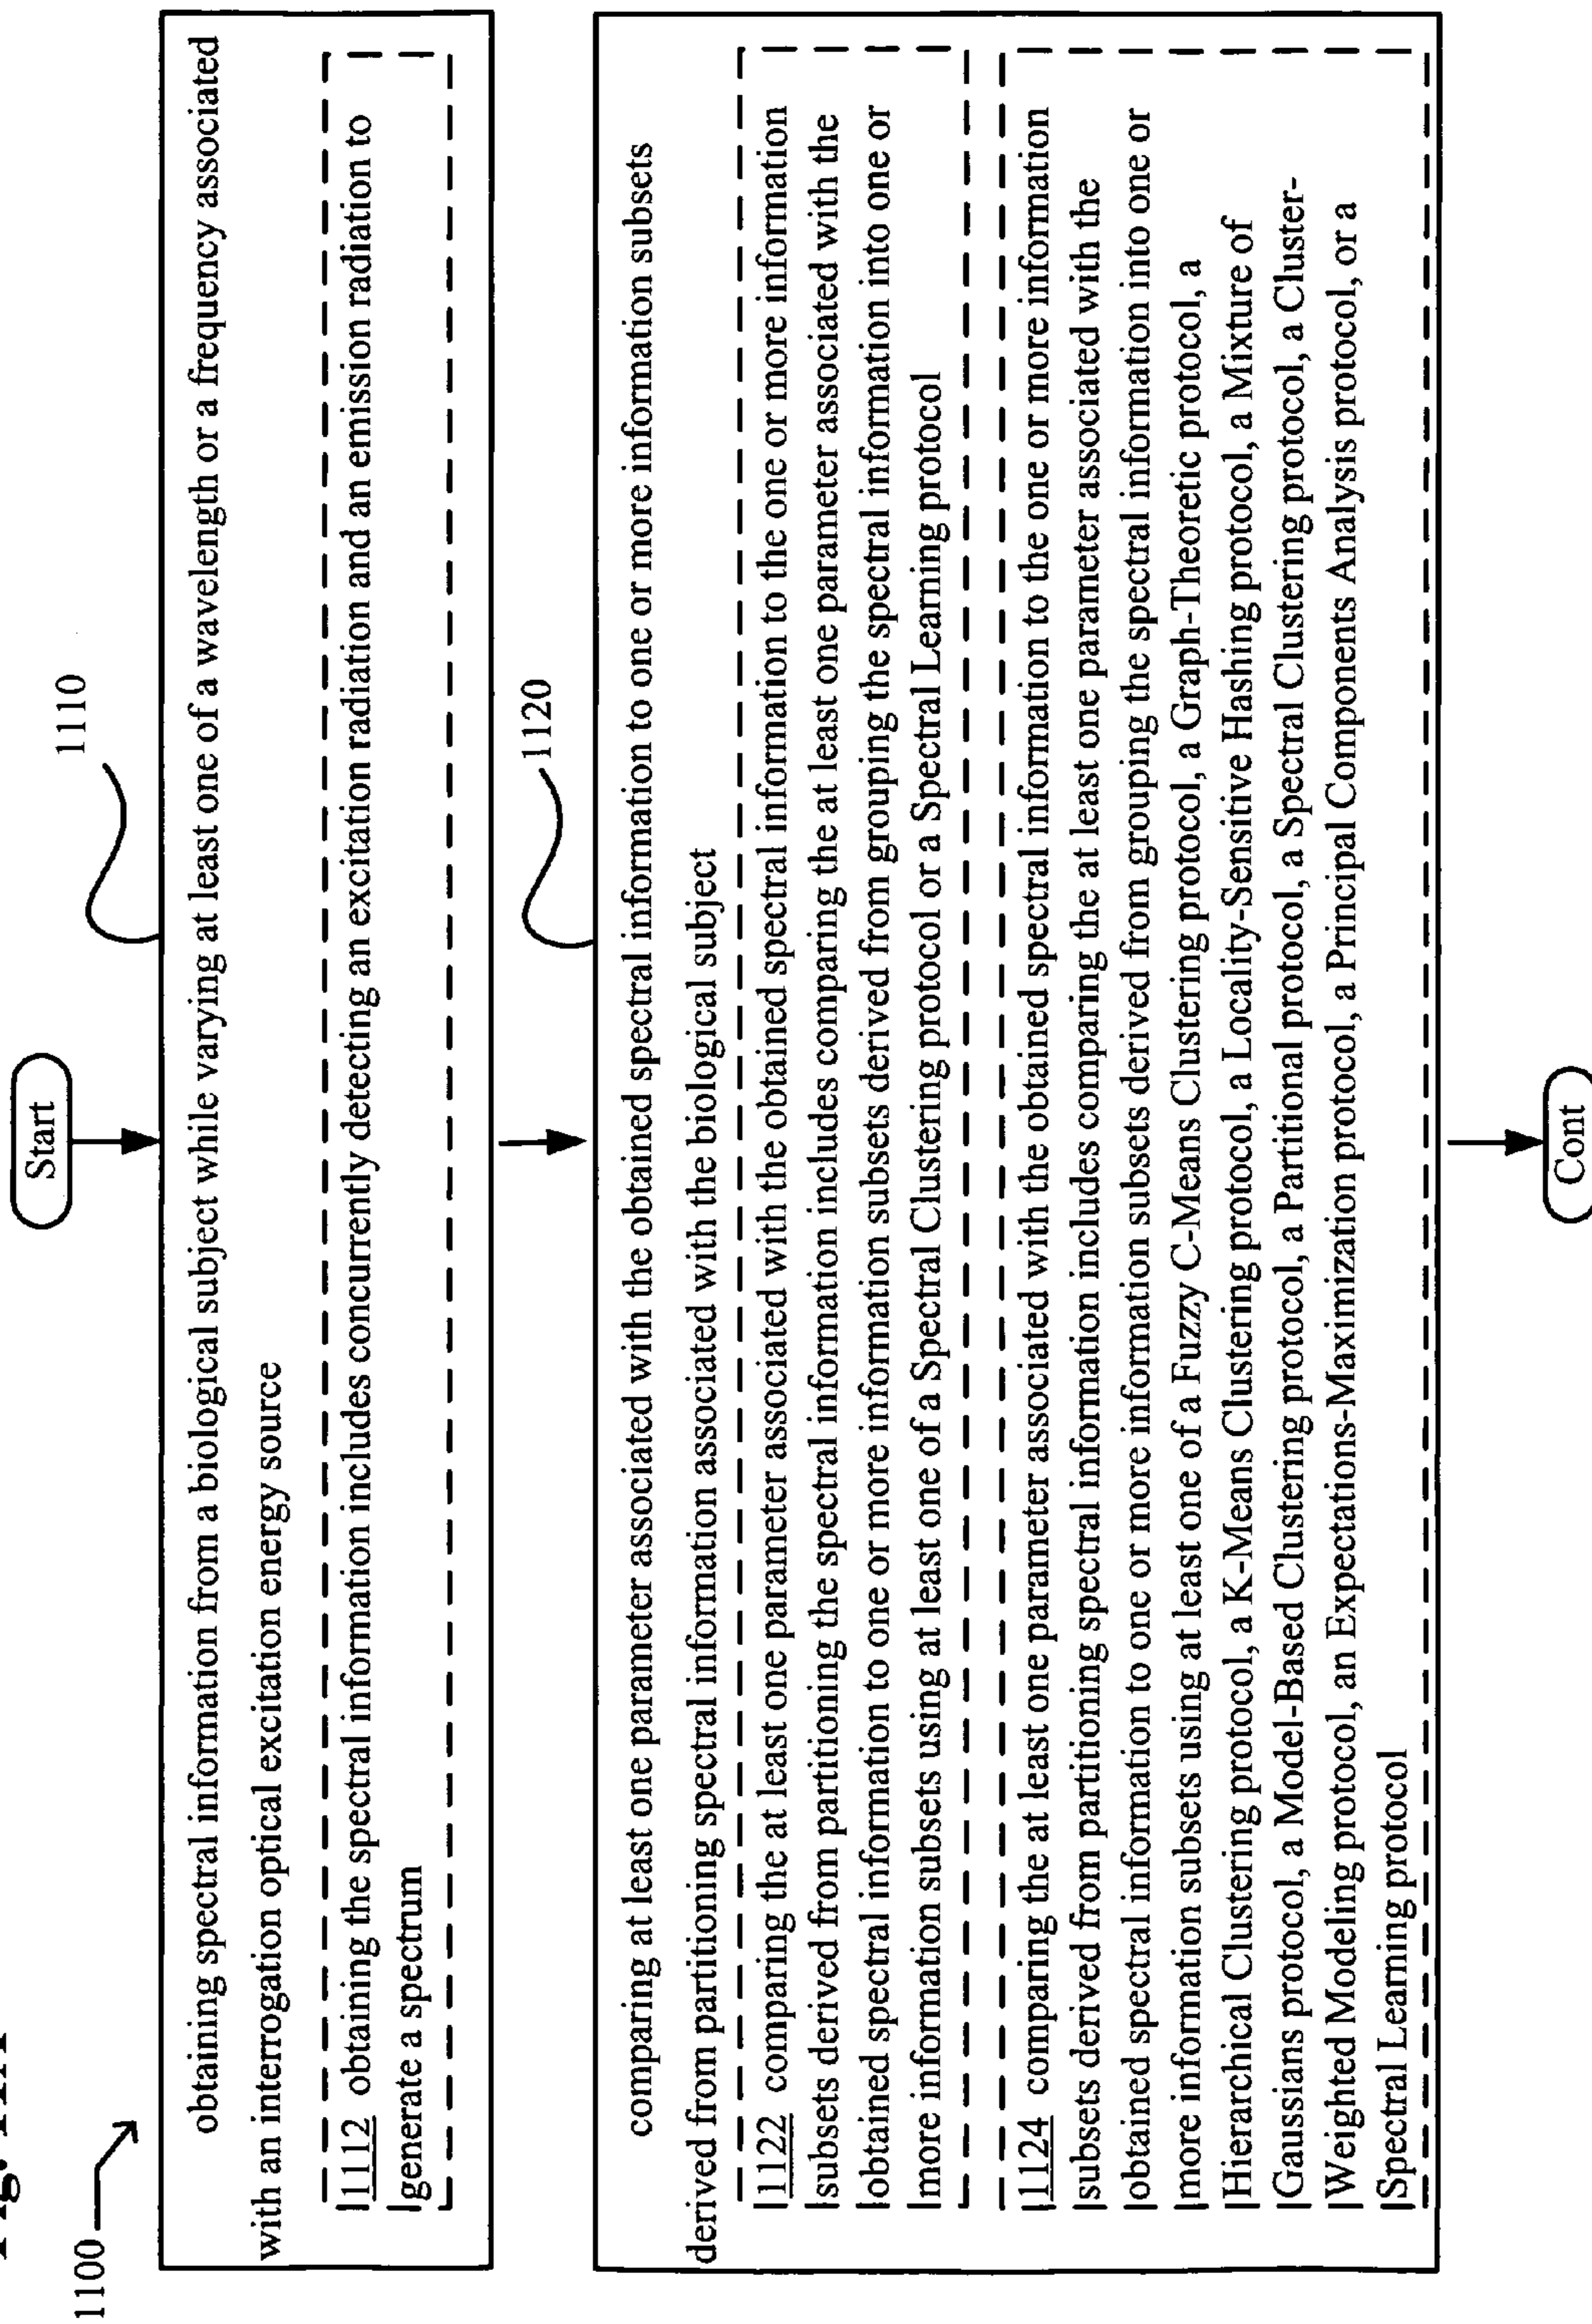 1100
Start
1110
obtaining spectral information from a biological subject while varying at least one of a wavelength or a frequency associated
with an interrogation optical excitation energy source
1112 obtaining the spectral information includes concurrently detecting an excitation radiation and an emission radiation to
generate a spectrum
1120
comparing at least one parameter associated with the obtained spectral information to one or more information subsets
derived from partitioning spectral information associated with the biological subject
1122 comparing the at least one parameter associated with the obtained spectral information to the one or more information
subsets derived from partitioning the spectral information includes comparing the at least one parameter associated with the
obtained spectral information to one or more information subsets derived from grouping the spectral information into one or
more information subsets using at least one of a Spectral Clustering protocol or a Spectral Learning protocol
1124 comparing the at least one parameter associated with the obtained spectral information to the one or more information
subsets derived from partitioning spectral information includes comparing the at least one parameter associated with the
obtained spectral information to one or more information subsets derived from grouping the spectral information into one or
more information subsets using at least one of a Fuzzy C-Means Clustering protocol, a Graph-Theoretic protocol, a
Hierarchical Clustering protocol, a K-Means Clustering protocol, a Locality-Sensitive Hashing protocol, a Mixture of
Gaussians protocol, a Model-Based Clustering protocol, a Partitional protocol, a Spectral Clustering protocol, a Cluster-
Weighted Modeling protocol, an Expectations-Maximization protocol, a Principal Components Analysis protocol, or a
Spectral Learning protocol
Cont